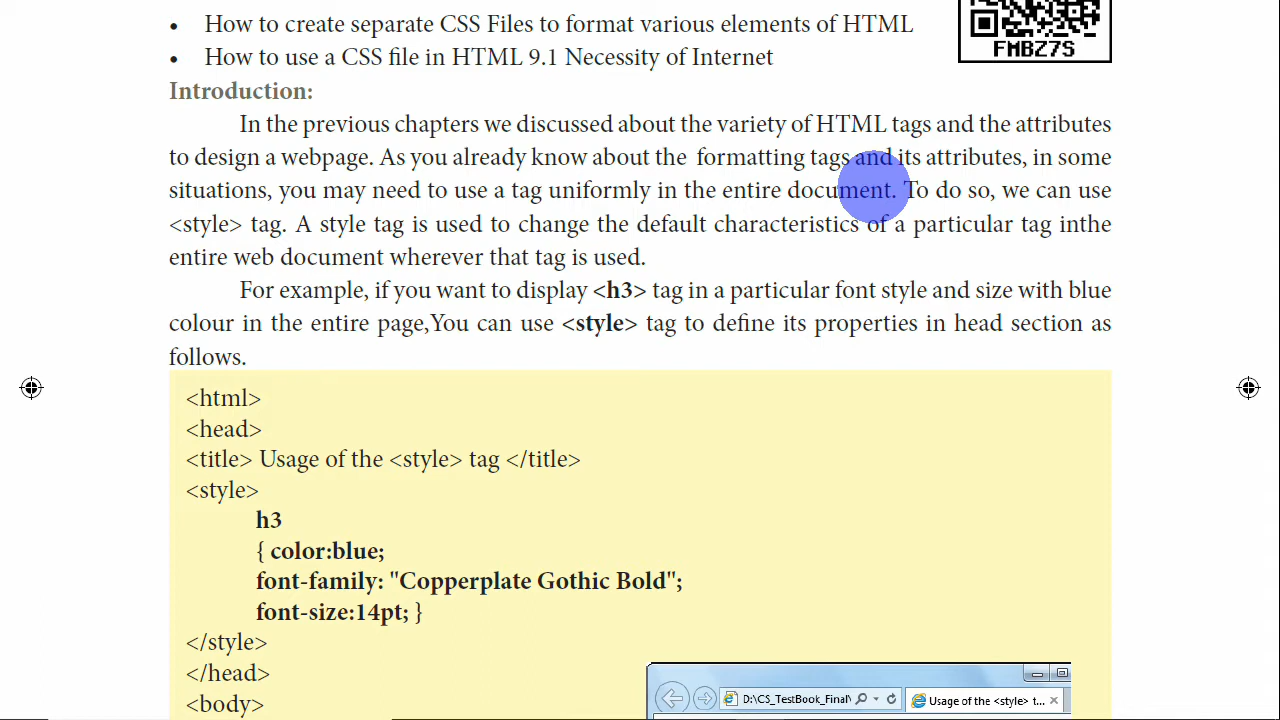 • How to create separate CSS Files to format various elements of HTML
• How to use a CSS file in HTML 9.1 Necessity of Internet
FMBZ7S
Introduction:
In the previous chapters we discussed about the variety of HTML tags and the attributes
to design a webpage. As you already know about the formatting tags and its attributes, in some
situations, you may need to use a tag uniformly in the entire document. To do so, we can use
<style> tag. A style tag is used to change the default characteristics of a particular tag inthe
entire web document wherever that tag is used.
For example, if you want to display <h3> tag in a particular font style and size with blue
colour in the entire page,You can use <style> tag to define its properties in head section as
follows.
<html>
<head>
<title> Usage of the <style> tag </title>
<style>
h3
{ color:blue;
font-family: "Copperplate Gothic Bold";
font-size:14pt; }
</style>
</head>
<body>
D:\CS_TestBook_Final\ Usage of the <style> t...